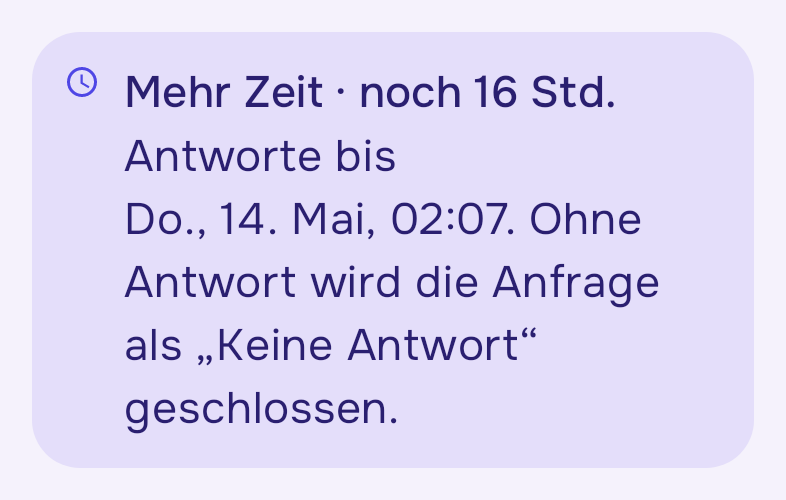 Mehr Zeit · noch 16 Std.
Antworte bis
Do., 14. Mai, 02:07. Ohne
Antwort wird die Anfrage
als „Keine Antwort“
geschlossen.